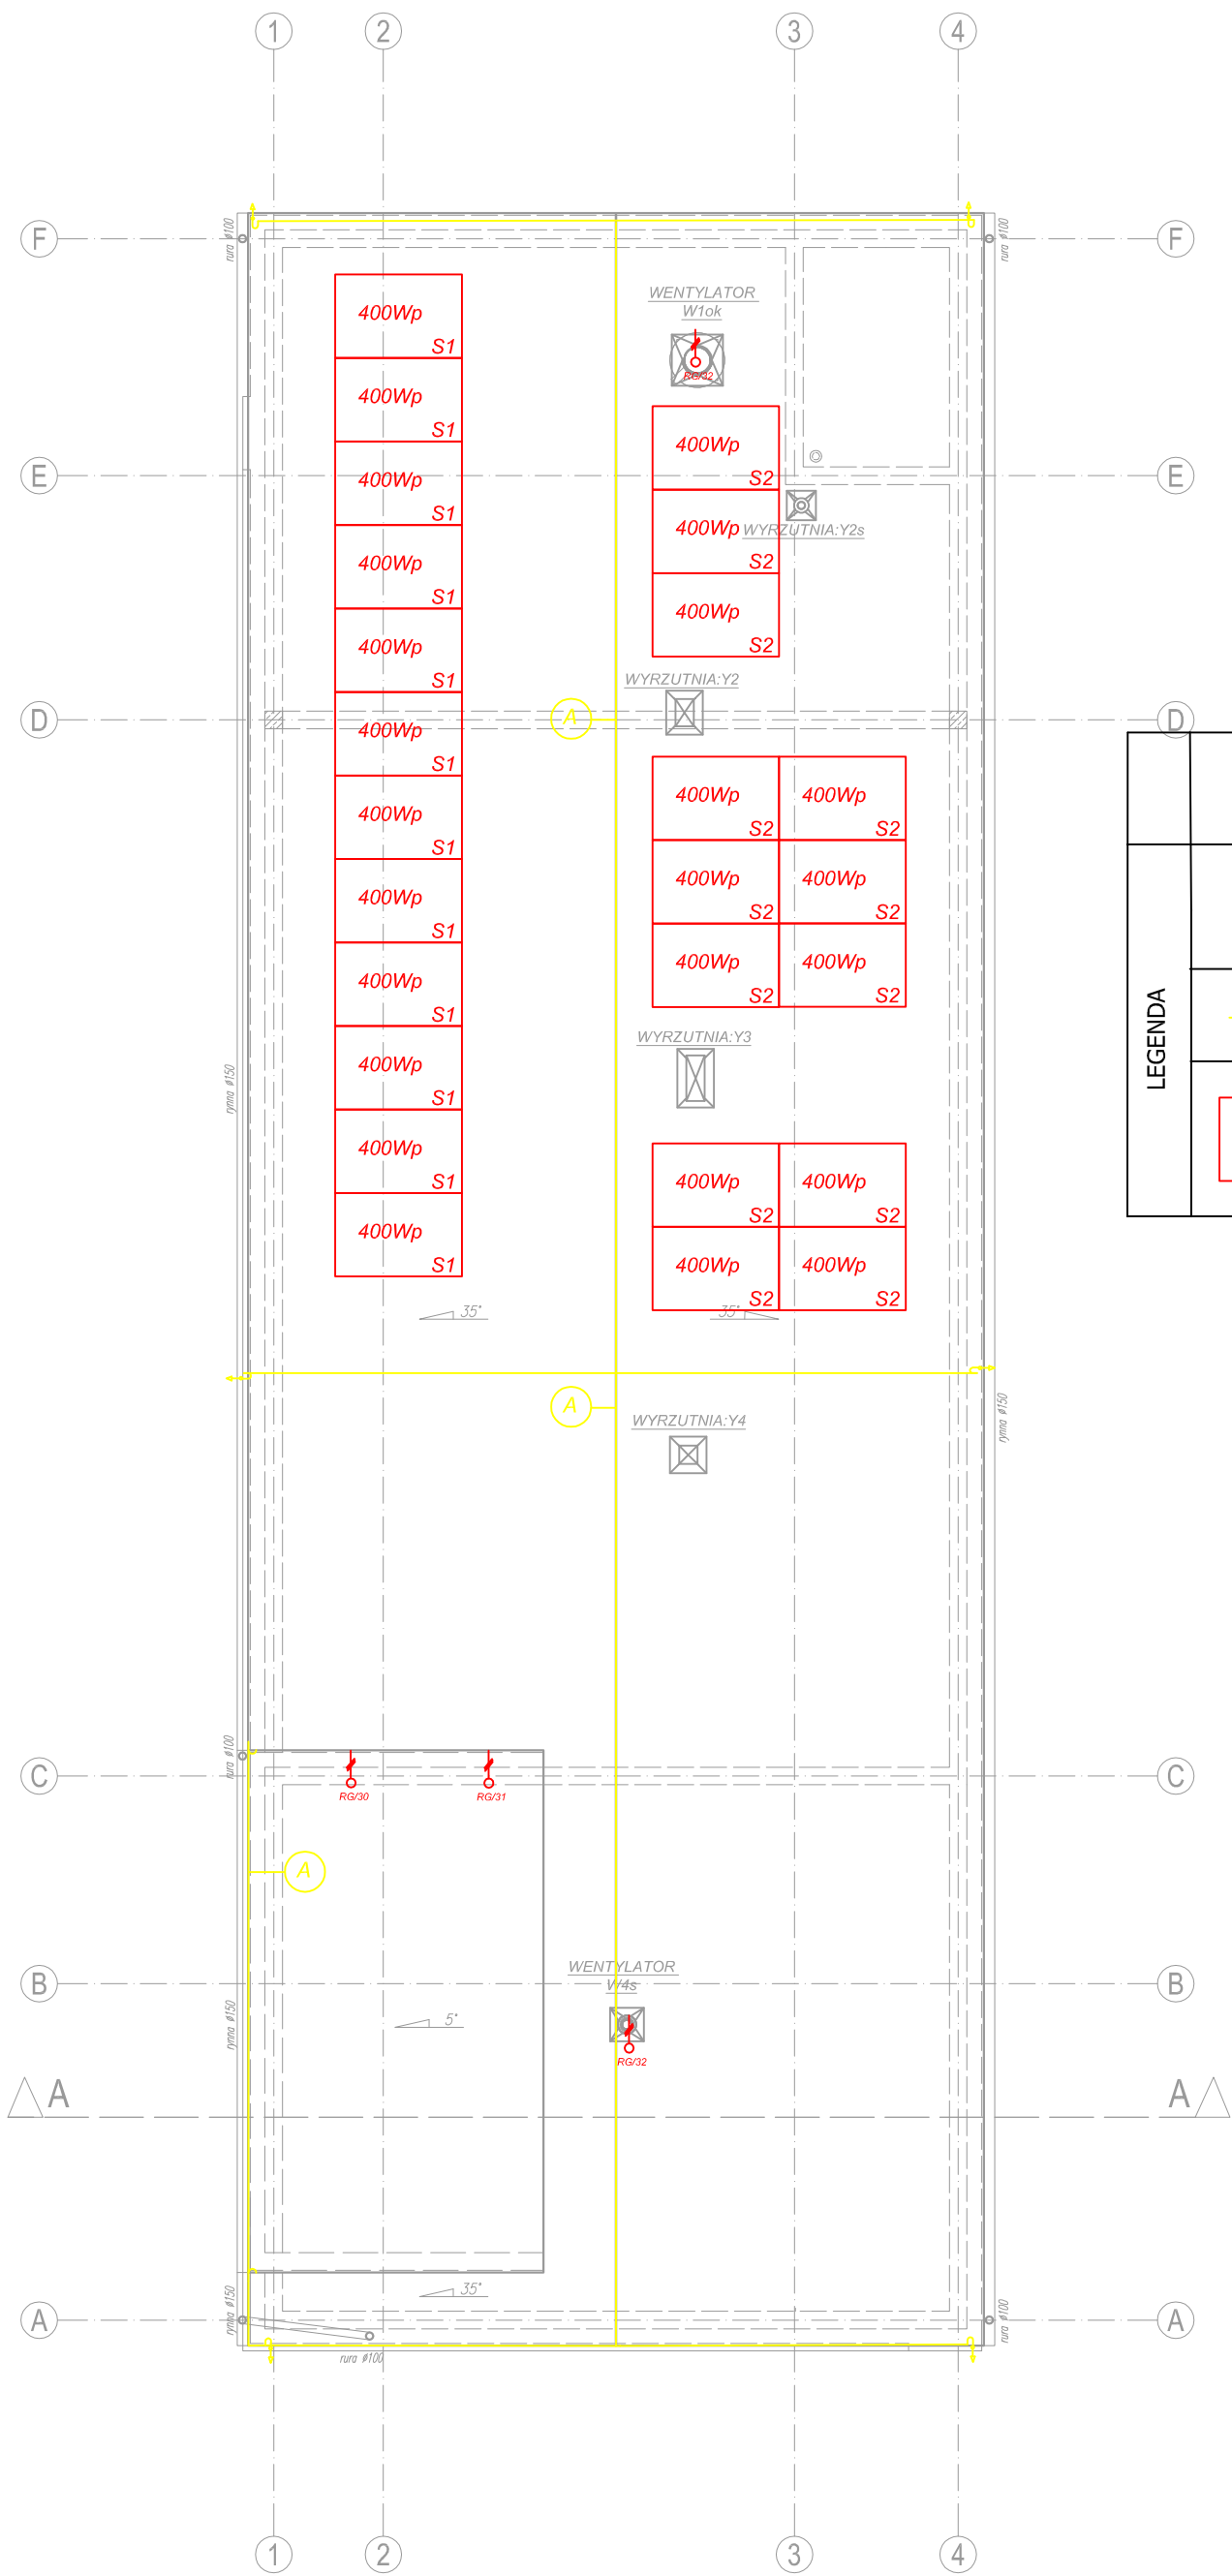 1 2 3 4
F rura ø100 rura ø100 F
WENTYLATOR
W1ok
RG/32
400Wp
S1
400Wp
S1
400Wp
S1
400Wp
S1
400Wp
S1
400Wp
S1
400Wp
S1
400Wp
S1
400Wp
S1
400Wp
S1
400Wp
S1
400Wp
S1
400Wp
S2
400Wp
S2
400Wp
S2
E E
WYRZUTNIA:Y2s
WYRZUTNIA:Y2
D A D
400Wp 400Wp
S2 S2
400Wp 400Wp
S2 S2
400Wp 400Wp
S2 S2
LEGENDA
WYRZUTNIA:Y3
rynna ø150
400Wp 400Wp
S2 S2
400Wp 400Wp
S2 S2
35° 35°
A
WYRZUTNIA:Y4
rynna ø150
rura ø100
C C
RG/30 RG/31
A
WENTYLATOR
W4s
B B
rynna ø150
5°
RG/32
A A
35°
rynna ø150
A rura ø100 A
rura ø100
1 2 3 4